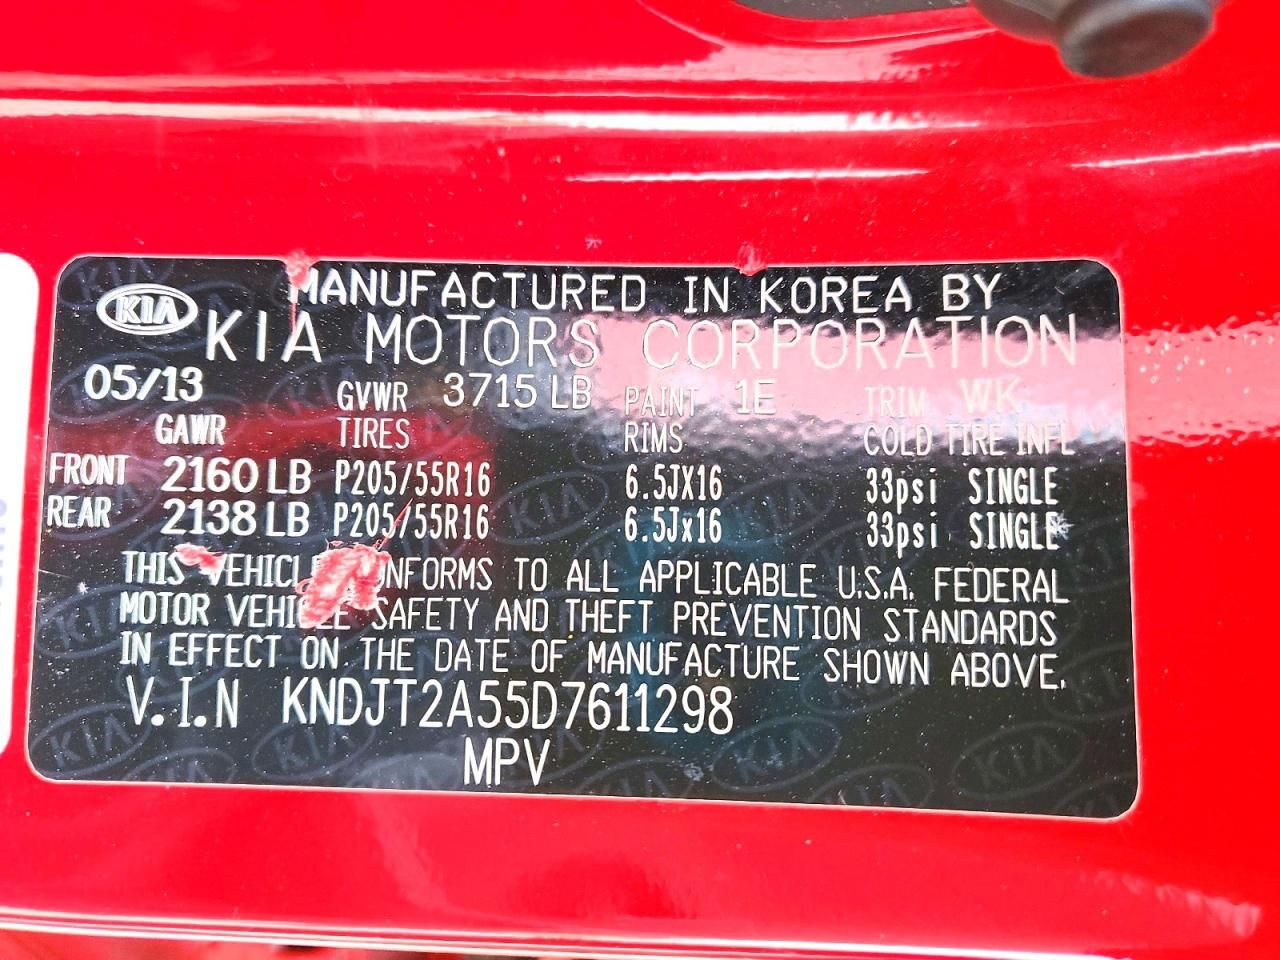 MANUFACTURED IN KOREA BY
KIA KIA MOTORS CORPORATION
05/13 GVWR 3715 LB PAINT 1E TRIM WK
GAWR TIRES RIMS COLD TIRE INFL
FRONT 2160 LB P205/55R16 6.5JX16 33psi SINGLE
REAR 2138 LB P205/55R16 6.5Jx16 33psi SINGLE
THIS VEHICLE CONFORMS TO ALL APPLICABLE U.S.A. FEDERAL
MOTOR VEHICLE SAFETY AND THEFT PREVENTION STANDARDS
IN EFFECT ON THE DATE OF MANUFACTURE SHOWN ABOVE.
V.I.N KNDJT2A55D7611298
MPV